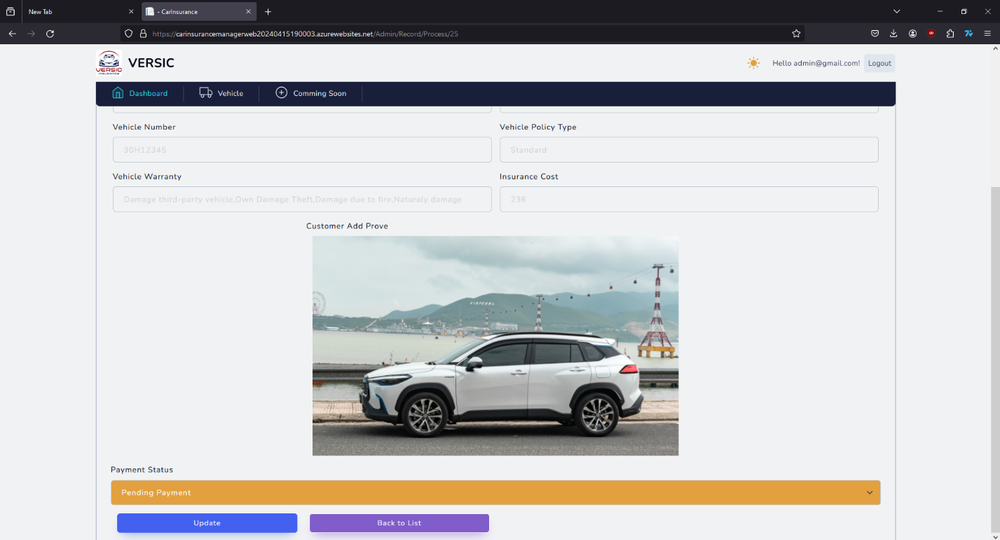 New Tab
- CarInsurance
https://carinsurancemanagerweb20240415190003.azurewebsites.net/Admin/Record/Process/25
VERSIC
INSURANCE
VERSIC
Hello admin@gmail.com!
Logout
Dashboard
Vehicle
Comming Soon
Vehicle Number
Vehicle Policy Type
30H12345
Standard
Vehicle Warranty
Insurance Cost
Damage third-party vehicle,Own Damage Theft,Damage due to fire,Naturaly damage
236
Customer Add Prove
VINPEARL
Payment Status
Pending Payment
Update
Back to List